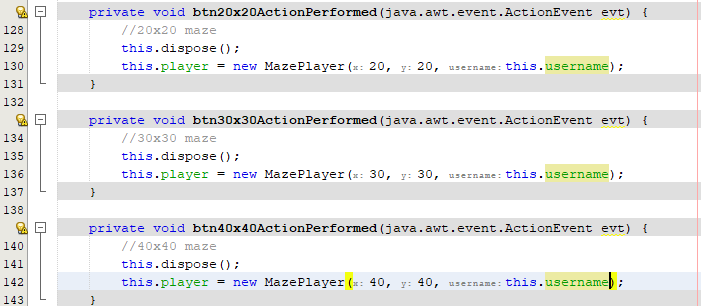 private void btn20x20ActionPerformed(java.awt.event.ActionEvent evt) {
128 //20x20 maze
129 this.dispose();
130 this.player = new MazePlayer(x: 20, y: 20, username: this.username);
131 }
132
private void btn30x30ActionPerformed(java.awt.event.ActionEvent evt) {
134 //30x30 maze
135 this.dispose();
136 this.player = new MazePlayer(x: 30, y: 30, username: this.username);
137 }
138
private void btn40x40ActionPerformed(java.awt.event.ActionEvent evt) {
140 //40x40 maze
141 this.dispose();
142 this.player = new MazePlayer(x: 40, y: 40, username: this.username);
143 }